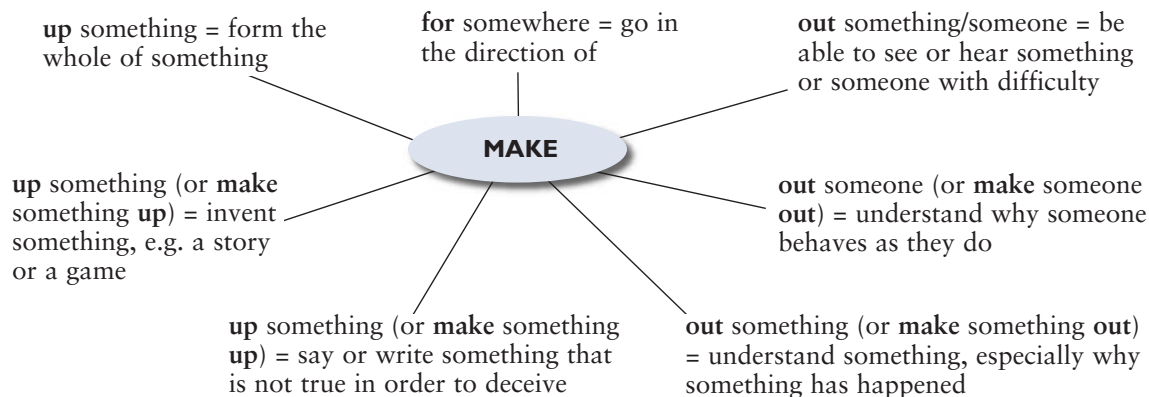 up something = form the
whole of something
for somewhere = go in
the direction of
out something/someone = be
able to see or hear something
or someone with difficulty
MAKE
up something (or make
something up) = invent
something, e.g. a story
or a game
out someone (or make someone
out) = understand why someone
behaves as they do
up something (or make something
up) = say or write something that
is not true in order to deceive
out something (or make something out)
= understand something, especially why
something has happened